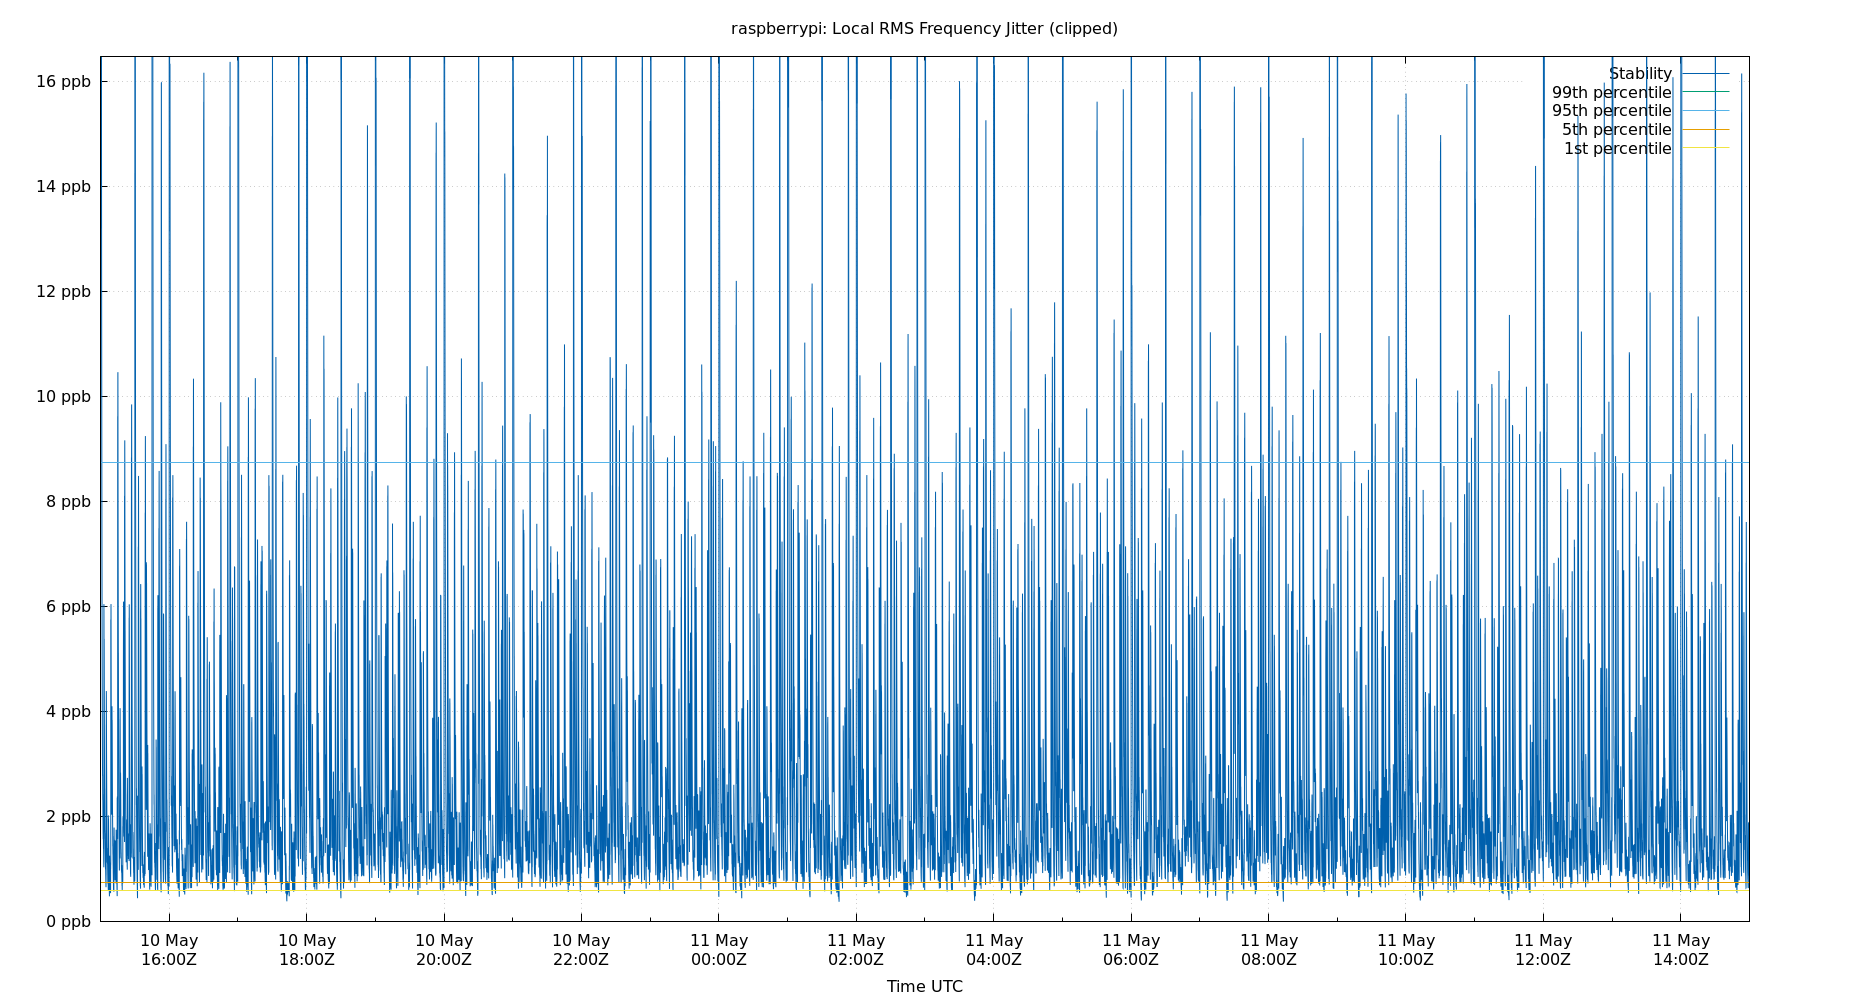 raspberrypi: Local RMS Frequency Jitter (clipped)
16 ppb
14 ppb
12 ppb
10 ppb
8 ppb
6 ppb
4 ppb
2 ppb
0 ppb
Stability
99th percentile
95th percentile
5th percentile
1st percentile
10 May
16:00Z
10 May
18:00Z
10 May
20:00Z
10 May
22:00Z
11 May
00:00Z
11 May
02:00Z
11 May
04:00Z
11 May
06:00Z
11 May
08:00Z
11 May
10:00Z
11 May
12:00Z
11 May
14:00Z
Time UTC